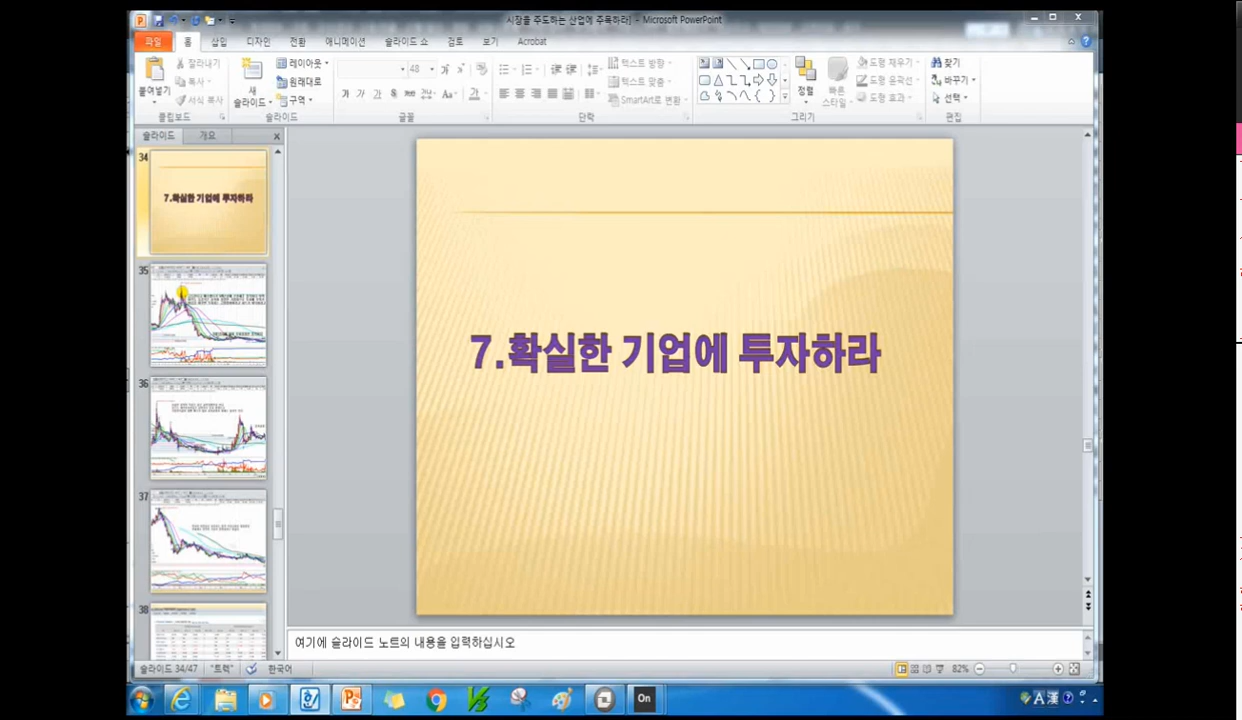 시장을 주도하는 산업에 주목하라] - Microsoft PowerPoint
파일 홈 삽입 디자인 전환 애니메이션 슬라이드 쇼 검토 보기 Acrobat
붙여넣기
잘라내기
복사
서식 복사
클립보드
새
슬라이드
레이아웃
원래대로
구역
슬라이드
48
가 가 가 S abc
글꼴
텍스트 방향
텍스트 맞춤
SmartArt로 변환
단락
정렬
빠른
스타일
도형 채우기
도형 윤곽선
도형 효과
그리기
찾기
바꾸기
선택
편집
슬라이드 개요
34
7.확실한 기업에 투자하라
35
36
37
38
7.확실한 기업에 투자하라
여기에 슬라이드 노트의 내용을 입력하십시오
슬라이드 34/47 "트랙" 한국어 82%
On
A 漢